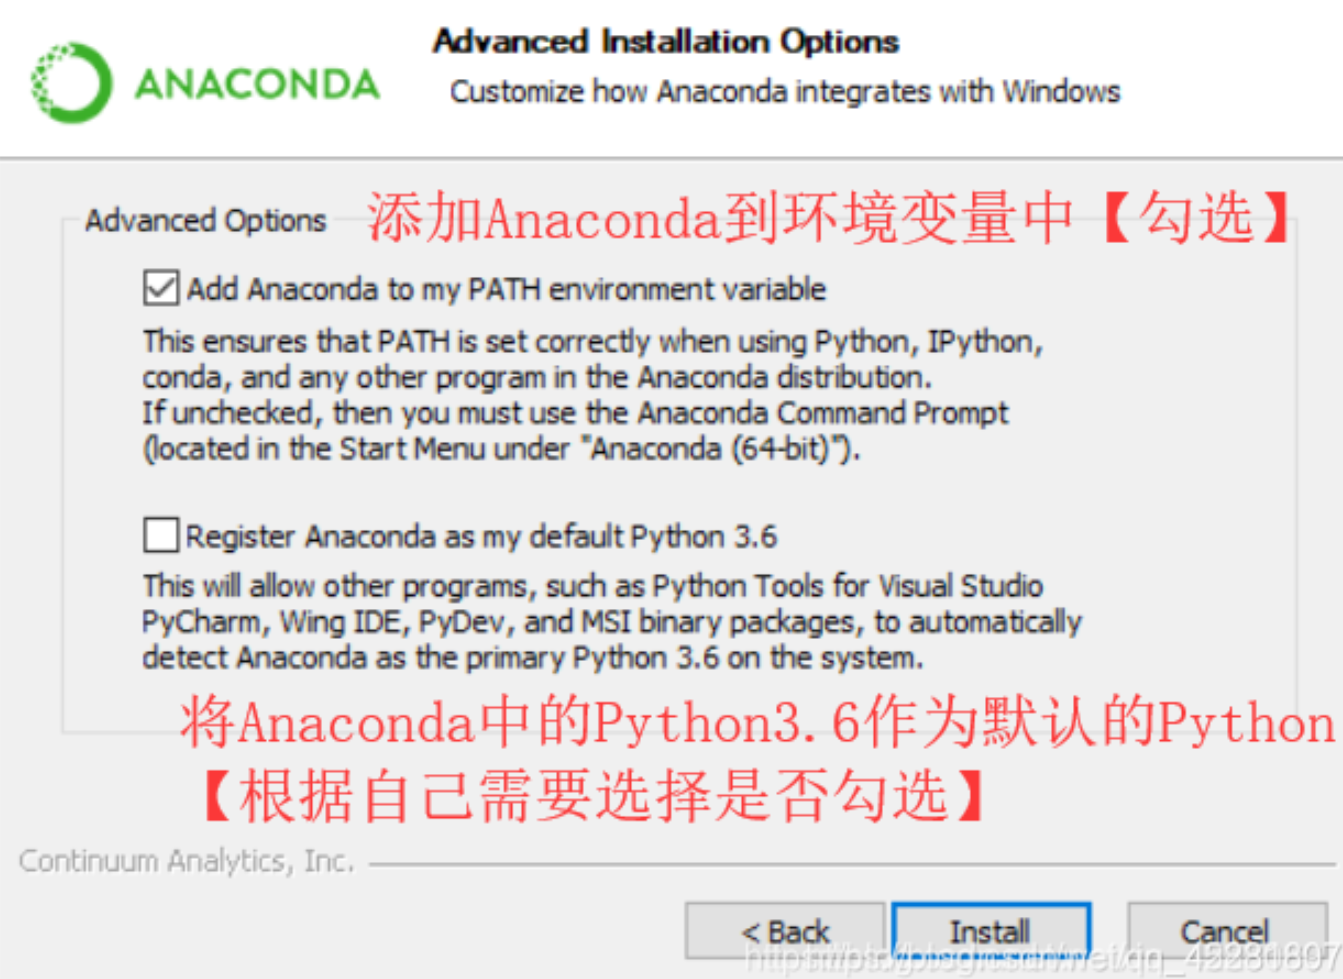 Advanced Installation Options
ANACONDA
Customize how Anaconda integrates with Windows
Advanced Options
添加Anaconda到环境变量中【勾选】
Add Anaconda to my PATH environment variable
This ensures that PATH is set correctly when using Python, IPython,
conda, and any other program in the Anaconda distribution.
If unchecked, then you must use the Anaconda Command Prompt
(located in the Start Menu under "Anaconda (64-bit)").
Register Anaconda as my default Python 3.6
This will allow other programs, such as Python Tools for Visual Studio
PyCharm, Wing IDE, PyDev, and MSI binary packages, to automatically
detect Anaconda as the primary Python 3.6 on the system.
将Anaconda中的Python3.6作为默认的Python
【根据自己需要选择是否勾选】
Continuum Analytics, Inc.
< Back
Install
Cancel